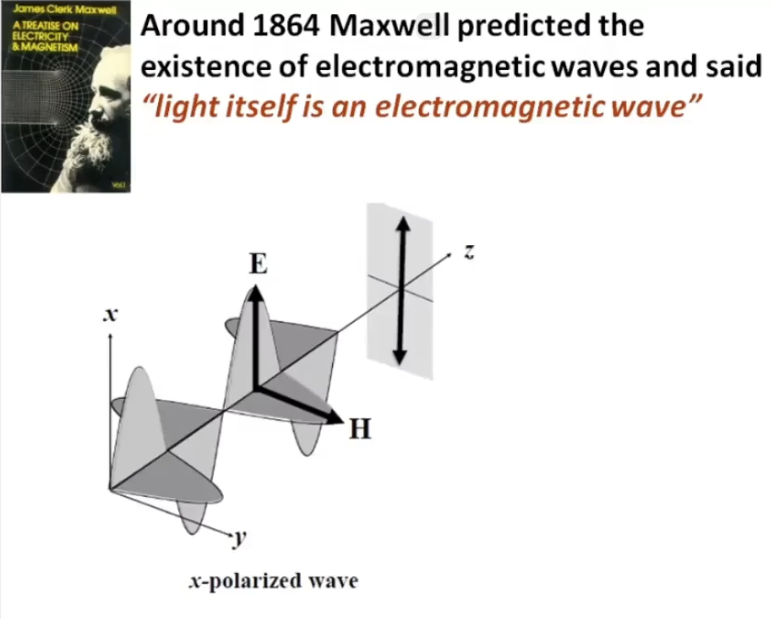 James Clerk Maxwell
A TREATISE ON
ELECTRICITY
& MAGNETISM
Vol.1
Around 1864 Maxwell predicted the
existence of electromagnetic waves and said
“light itself is an electromagnetic wave”
z
E
x
H
y
x-polarized wave